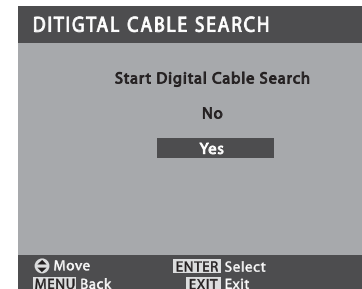 DITIGTAL CABLE SEARCH
Start Digital Cable Search
No
Yes
Move ENTER Select
MENU Back EXIT Exit